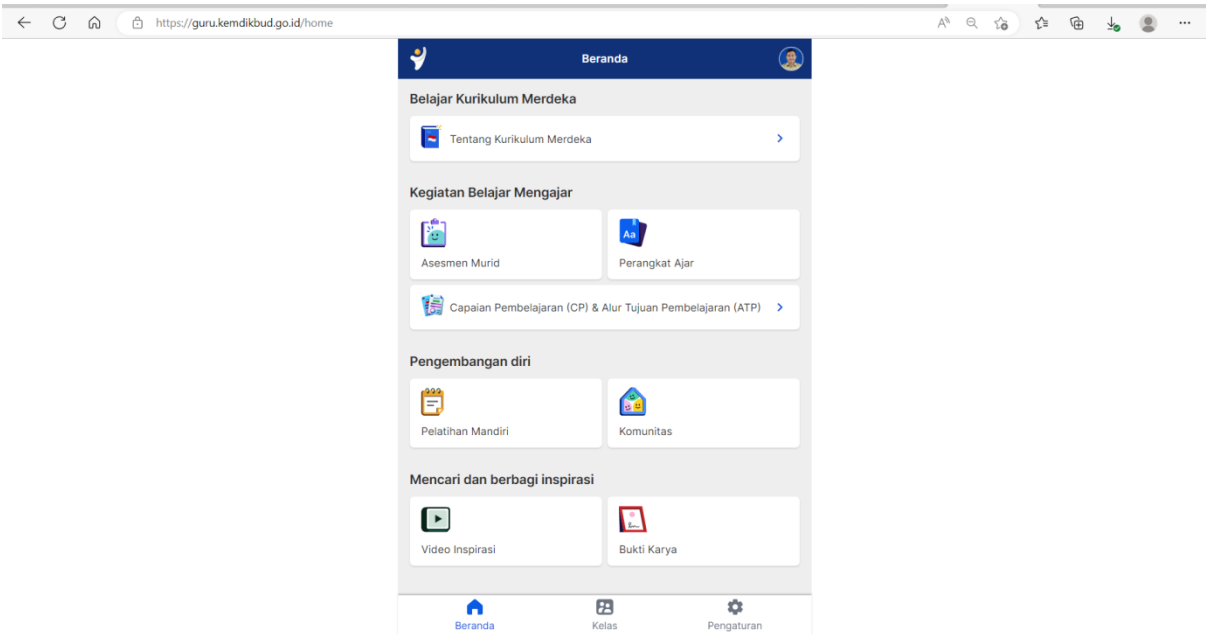 https://guru.kemdikbud.go.id/home
Beranda
Belajar Kurikulum Merdeka
Tentang Kurikulum Merdeka
Kegiatan Belajar Mengajar
Aa
Asesmen Murid
Perangkat Ajar
Capaian Pembelajaran (CP) & Alur Tujuan Pembelajaran (ATP)
Pengembangan diri
Pelatihan Mandiri
Komunitas
Mencari dan berbagi inspirasi
Video Inspirasi
Bukti Karya
Beranda
Kelas
Pengaturan